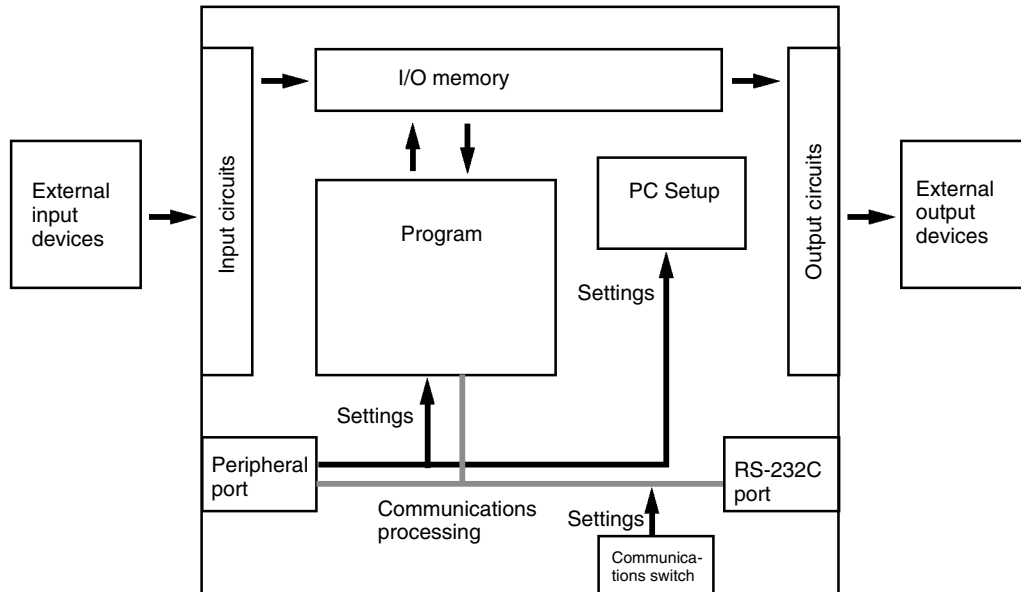 I/O memory
External
input
devices
Input circuits
Program
PC Setup
Output circuits
External
output
devices
Settings
Settings
Peripheral
port
RS-232C
port
Communications
processing
Settings
Communica-
tions switch